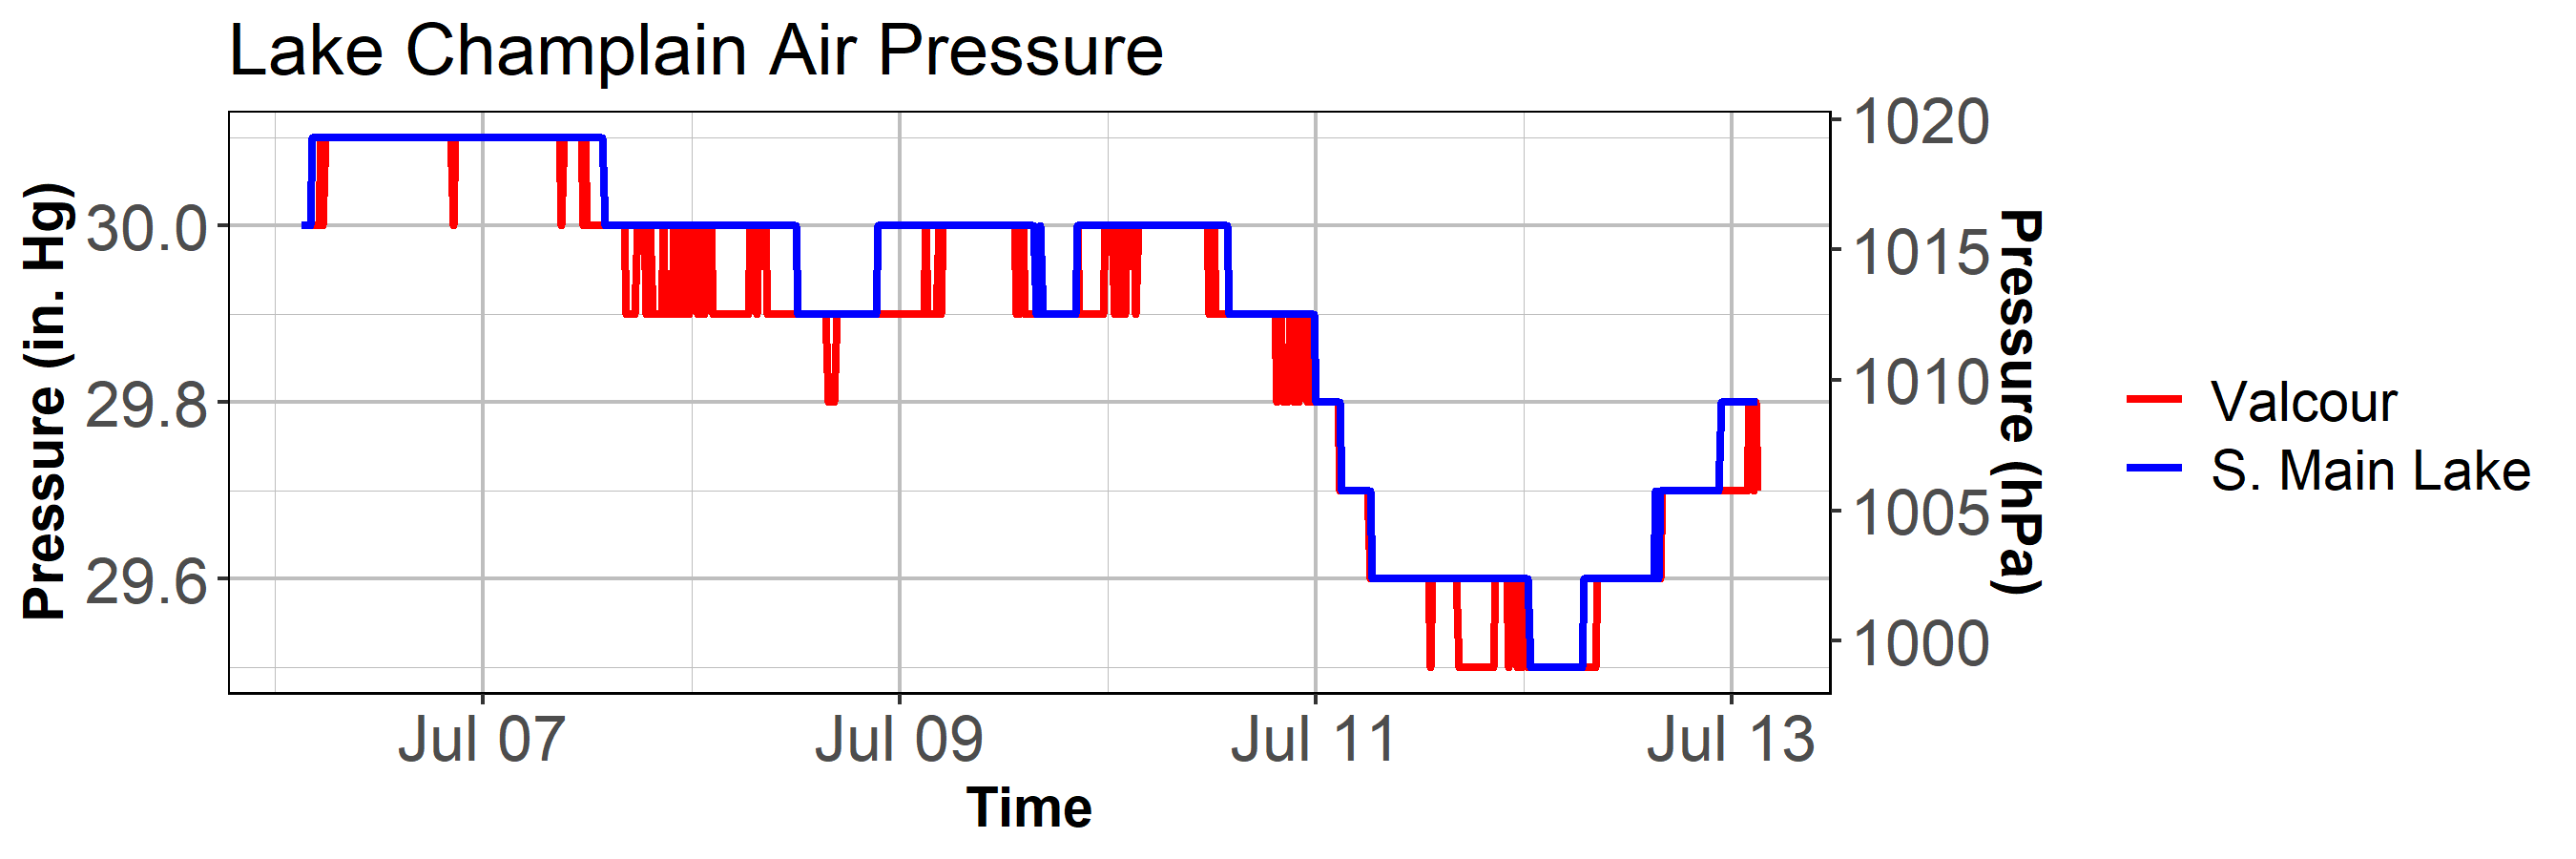 Lake Champlain Air Pressure
Pressure (in. Hg)
30.0
29.8
29.6
1020
1015
1010
1005
1000
Pressure (hPa)
Jul 07
Jul 09
Jul 11
Jul 13
Time
Valcour
S. Main Lake